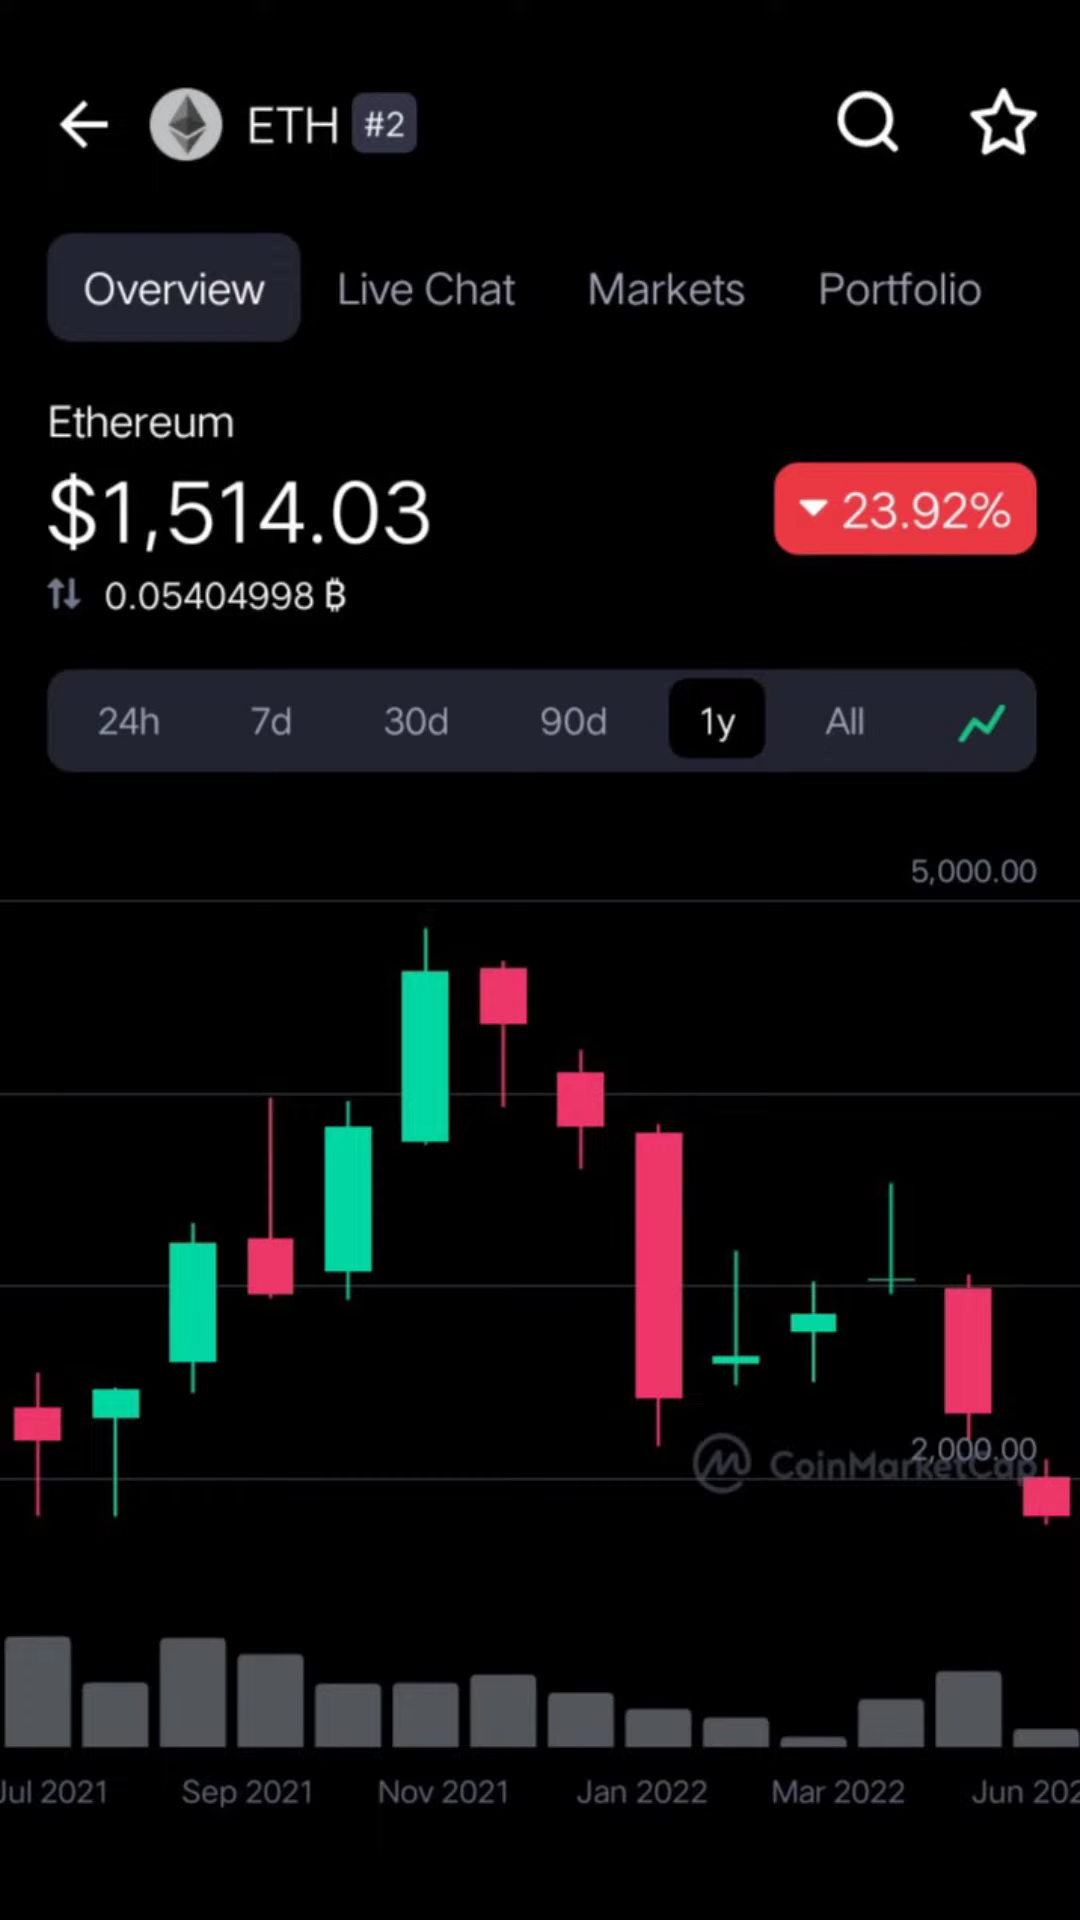 ETH #2
Overview Live Chat Markets Portfolio
Ethereum
$1,514.03
23.92%
0.05404998 ₿
24h 7d 30d 90d 1y All
5,000.00
2,000.00
CoinMarketCap
Jul 2021 Sep 2021 Nov 2021 Jan 2022 Mar 2022 Jun 202